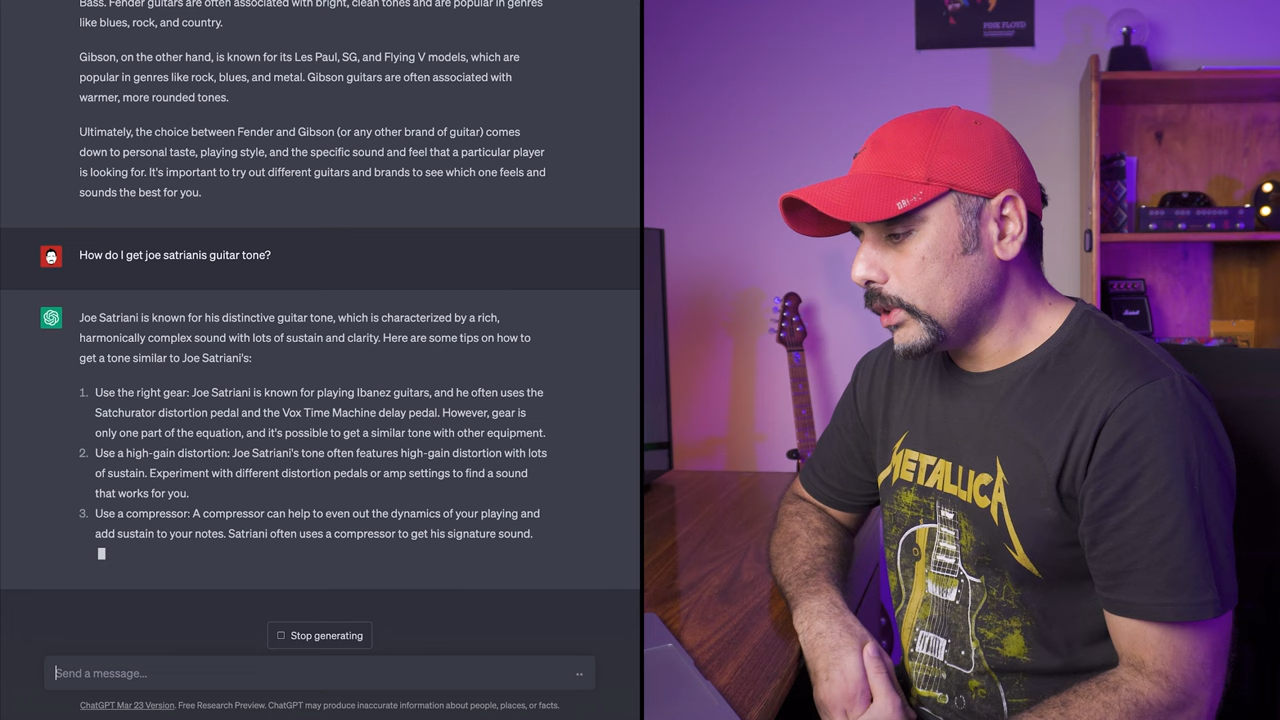 Bass. Fender guitars are often associated with bright, clean tones and are popular in genres
like blues, rock, and country.
Gibson, on the other hand, is known for its Les Paul, SG, and Flying V models, which are
popular in genres like rock, blues, and metal. Gibson guitars are often associated with
warmer, more rounded tones.
Ultimately, the choice between Fender and Gibson (or any other brand of guitar) comes
down to personal taste, playing style, and the specific sound and feel that a particular player
is looking for. It's important to try out different guitars and brands to see which one feels and
sounds the best for you.
How do I get joe satrianis guitar tone?
Joe Satriani is known for his distinctive guitar tone, which is characterized by a rich,
harmonically complex sound with lots of sustain and clarity. Here are some tips on how to
get a tone similar to Joe Satriani's:
1. Use the right gear: Joe Satriani is known for playing Ibanez guitars, and he often uses the
Satchurator distortion pedal and the Vox Time Machine delay pedal. However, gear is
only one part of the equation, and it's possible to get a similar tone with other equipment.
2. Use a high-gain distortion: Joe Satriani's tone often features high-gain distortion with lots
of sustain. Experiment with different distortion pedals or amp settings to find a sound
that works for you.
3. Use a compressor: A compressor can help to even out the dynamics of your playing and
add sustain to your notes. Satriani often uses a compressor to get his signature sound.
Stop generating
Send a message...
ChatGPT Mar 23 Version. Free Research Preview. ChatGPT may produce inaccurate information about people, places, or facts.
PINK FLOYD
Marshall
METALLICA